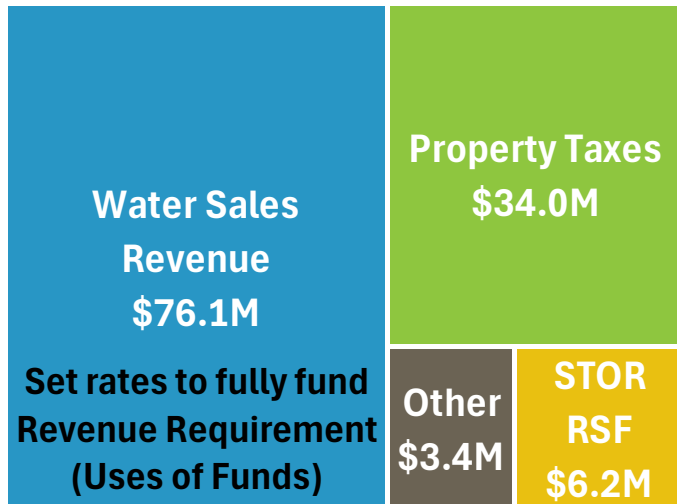 Water Sales
Revenue
$76.1M
Set rates to fully fund
Revenue Requirement
(Uses of Funds)
Property Taxes
$34.0M
Other
$3.4M
STOR
RSF
$6.2M